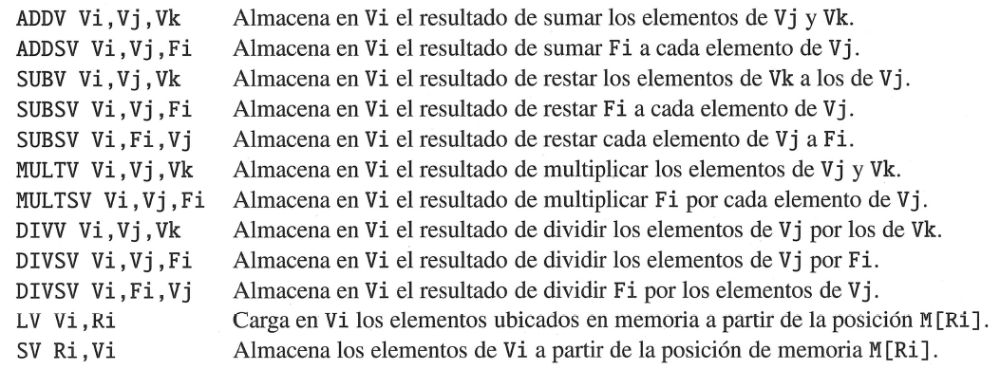 ADDV Vi,Vj,Vk Almacena en Vi el resultado de sumar los elementos de Vj y Vk.
ADDSV Vi,Vj,Fi Almacena en Vi el resultado de sumar Fi a cada elemento de Vj.
SUBV Vi,Vj,Vk Almacena en Vi el resultado de restar los elementos de Vk a los de Vj.
SUBSV Vi,Vj,Fi Almacena en Vi el resultado de restar Fi a cada elemento de Vj.
SUBSV Vi,Fi,Vj Almacena en Vi el resultado de restar cada elemento de Vj a Fi.
MULTV Vi,Vj,Vk Almacena en Vi el resultado de multiplicar los elementos de Vj y Vk.
MULTSV Vi,Vj,Fi Almacena en Vi el resultado de multiplicar Fi por cada elemento de Vj.
DIVV Vi,Vj,Vk Almacena en Vi el resultado de dividir los elementos de Vj por los de Vk.
DIVSV Vi,Vj,Fi Almacena en Vi el resultado de dividir los elementos de Vj por Fi.
DIVSV Vi,Fi,Vj Almacena en Vi el resultado de dividir Fi por los elementos de Vj.
LV Vi,Ri Carga en Vi los elementos ubicados en memoria a partir de la posición M[Ri].
SV Ri,Vi Almacena los elementos de Vi a partir de la posición de memoria M[Ri].